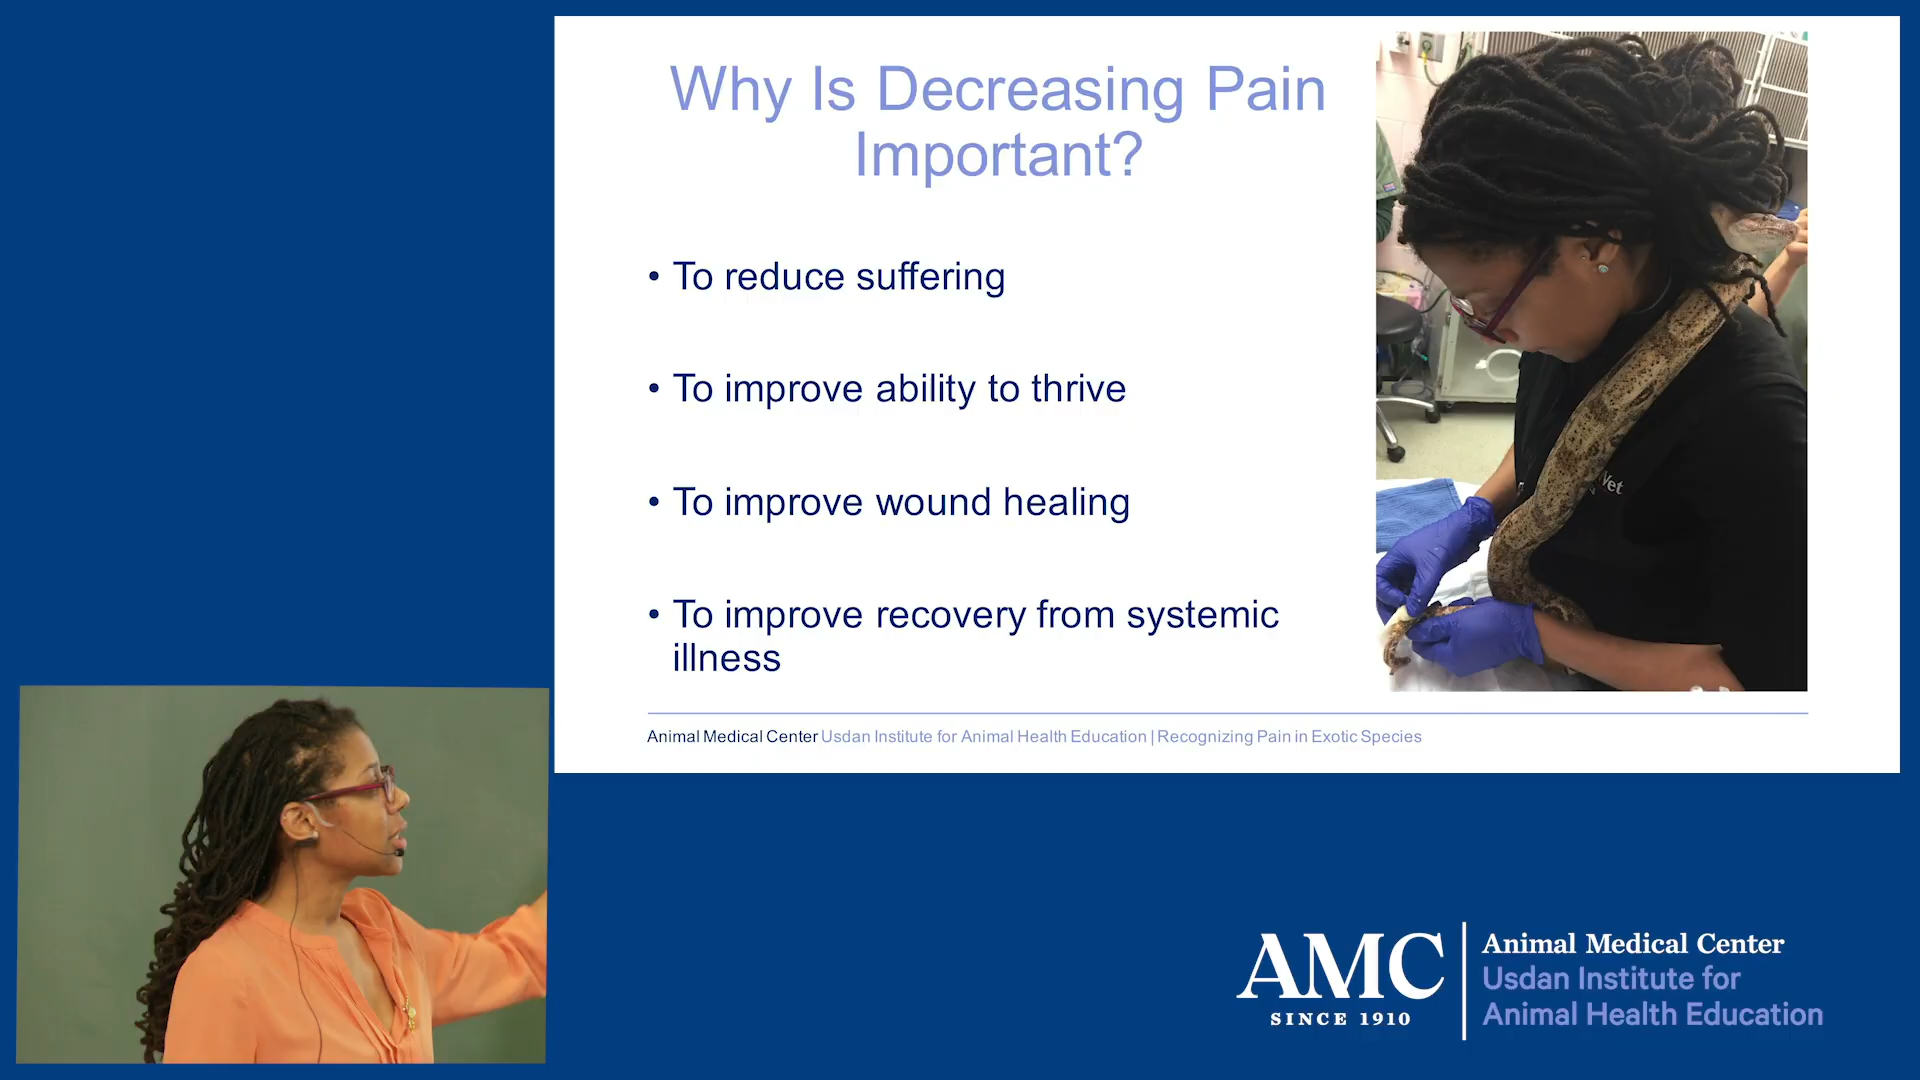 Why Is Decreasing Pain
Important?
• To reduce suffering
• To improve ability to thrive
• To improve wound healing
• To improve recovery from systemic
illness
Vet
Animal Medical Center Usdan Institute for Animal Health Education | Recognizing Pain in Exotic Species
AMC
SINCE 1910
Animal Medical Center
Usdan Institute for
Animal Health Education